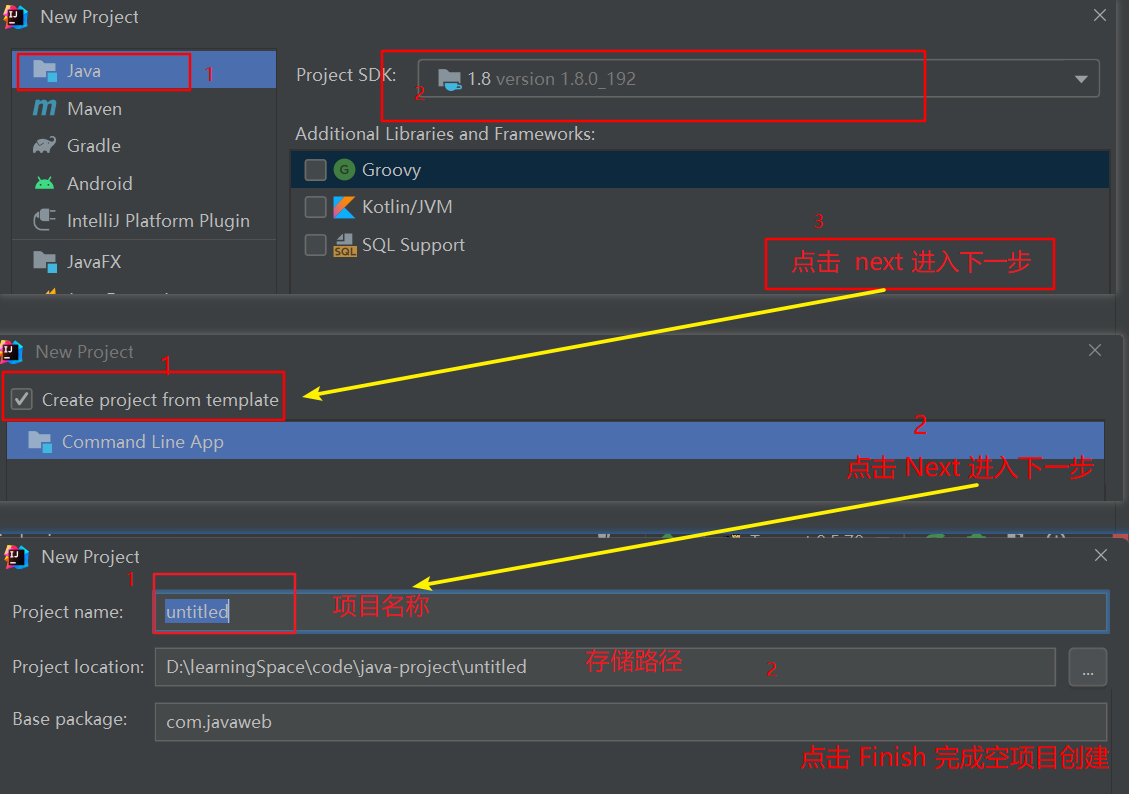 New Project
Java
1
Project SDK:
2
1.8 version 1.8.0_192
Maven
Additional Libraries and Frameworks:
Gradle
Groovy
Android
Kotlin/JVM
IntelliJ Platform Plugin
SQL Support
3
JavaFX
点击 next 进入下一步
New Project
1
Create project from template
Command Line App
2
点击 Next 进入下一步
New Project
1
Project name:
untitled
项目名称
Project location:
D:\learningSpace\code\java-project\untitled
存储路径
2
...
Base package:
com.javaweb
点击 Finish 完成空项目创建